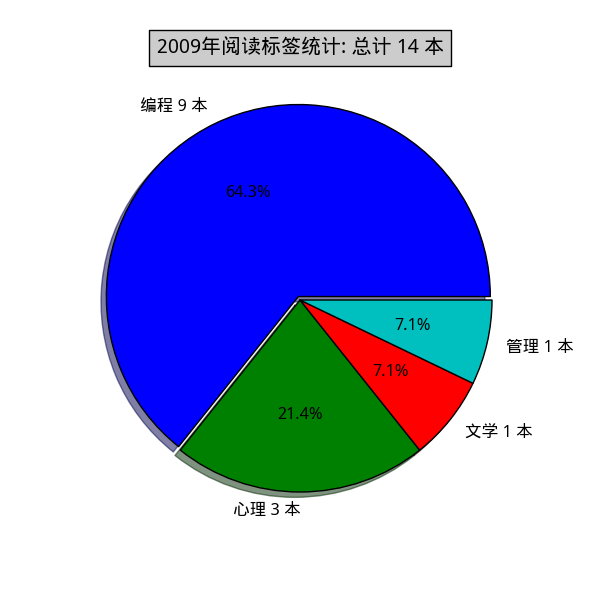 2009年阅读标签统计: 总计 14 本
编程 9 本
64.3%
7.1%
管理 1 本
7.1%
文学 1 本
21.4%
心理 3 本